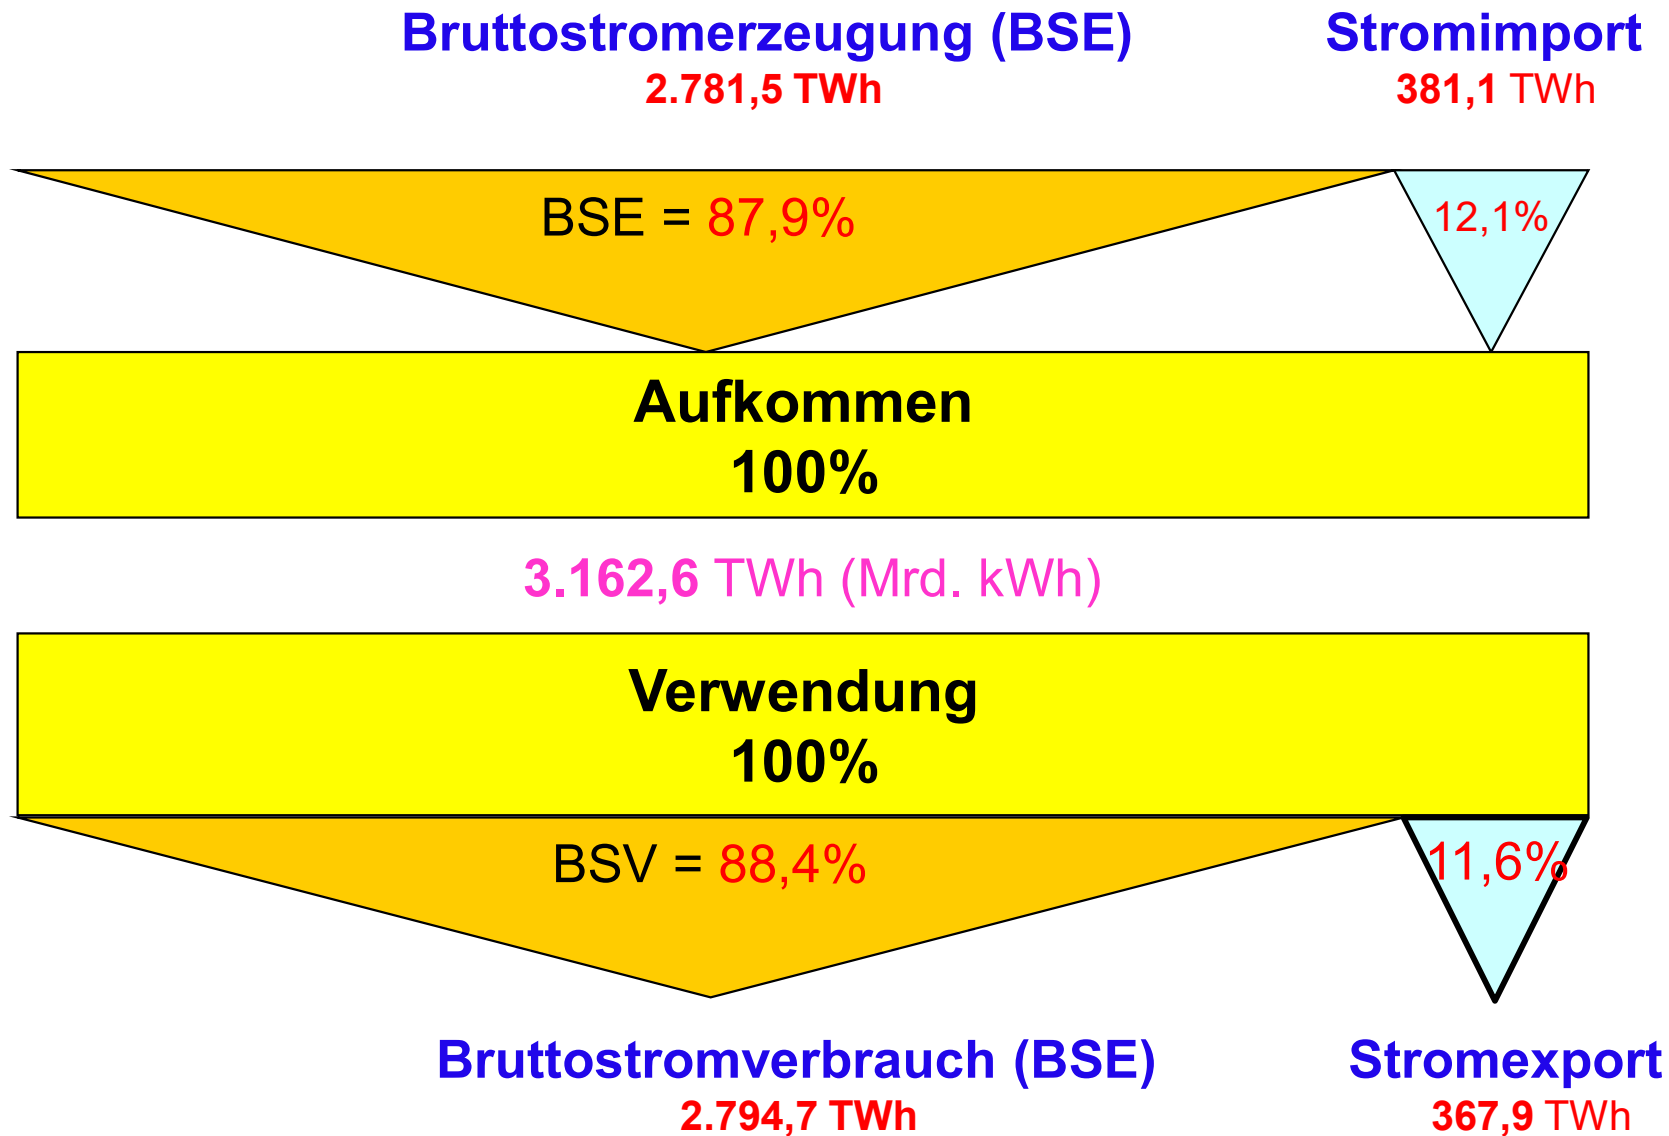 Bruttostromerzeugung (BSE)
2.781,5 TWh
Stromimport
381,1 TWh
BSE = 87,9%
12,1%
Aufkommen
100%
3.162,6 TWh (Mrd. kWh)
Verwendung
100%
BSV = 88,4%
11,6%
Bruttostromverbrauch (BSE)
2.794,7 TWh
Stromexport
367,9 TWh